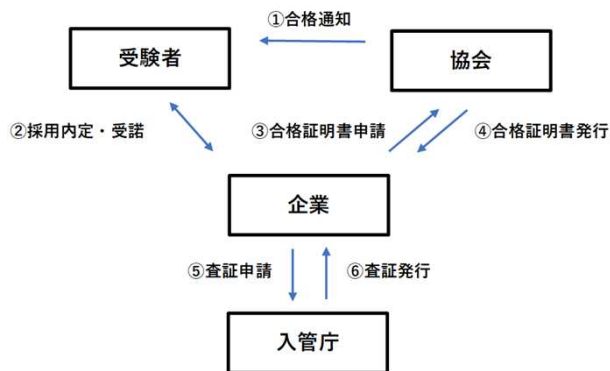 ①合格通知
受験者
協会
②採用内定・受諾
③合格証明書申請
④合格証明書発行
企業
⑤査証申請
⑥査証発行
入管庁